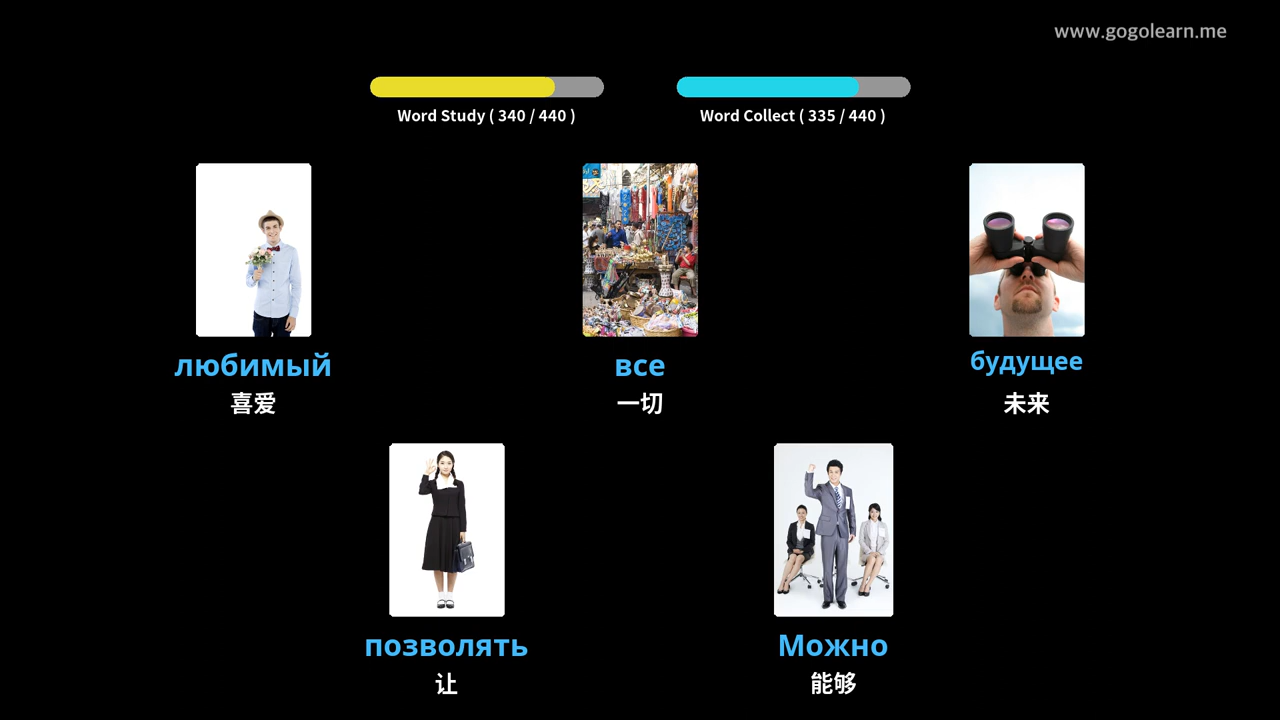 www.gogolearn.me
Word Study ( 340 / 440 )
Word Collect ( 335 / 440 )
любимый
喜爱
все
一切
будущее
未来
позволять
让
Можно
能够